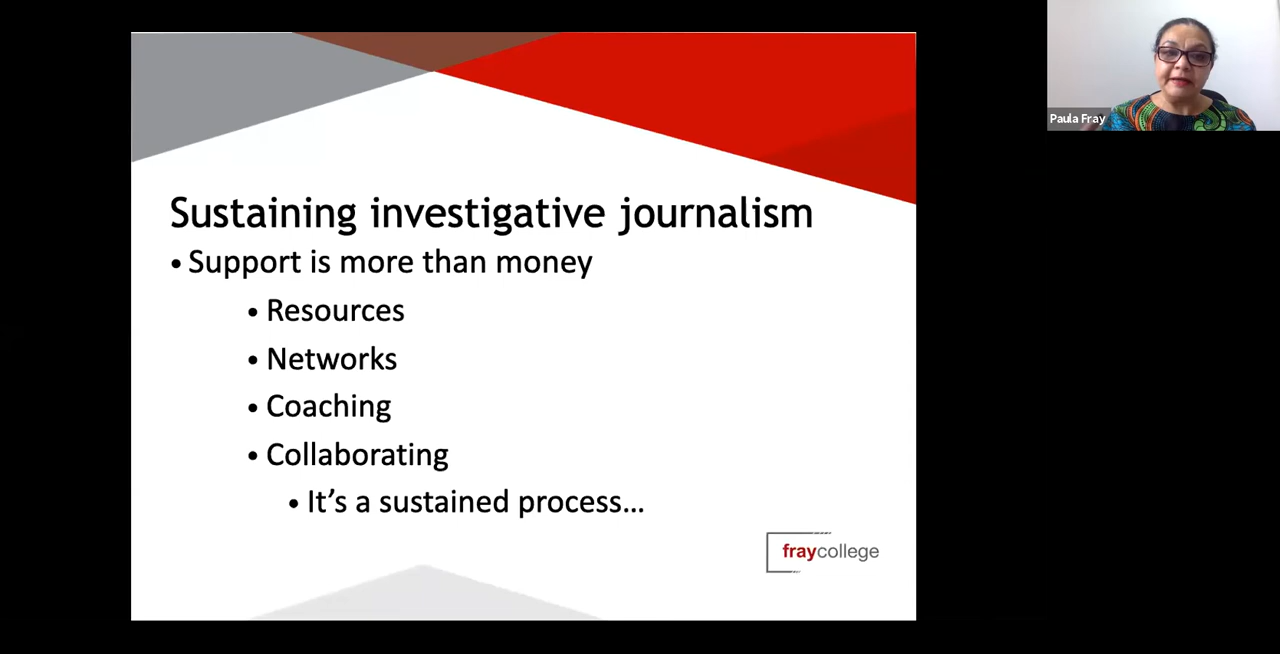 Paula Fray
Sustaining investigative journalism
• Support is more than money
• Resources
• Networks
• Coaching
• Collaborating
• It’s a sustained process…
fraycollege